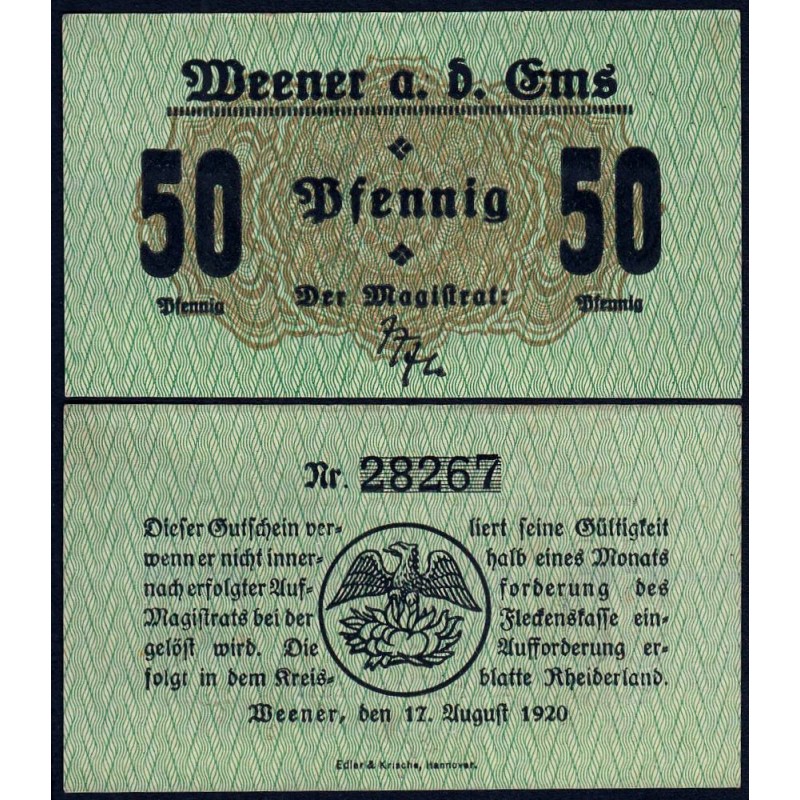 Weener a. d. Ems
50 Pfennig 50
Pfennig Pfennig
Der Magistrat:
Nr. 28267
Dieser Gutschein ver- liert seine Gültigkeit
wenn er nicht inner- halb eines Monats
nach erfolgter Auf- forderung des
Magistrats bei der Fleckenskasse ein-
gelöst wird. Die Aufforderung er-
folgt in dem Kreis- blatte Rheiderland.
Weener, den 17. August 1920
Edler & Krische, Hannover.